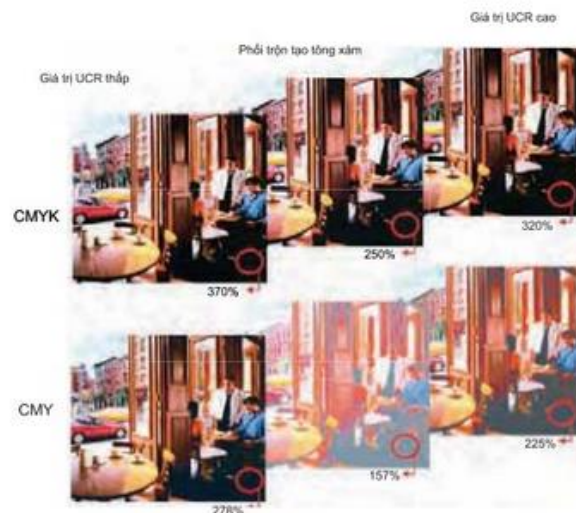 Giá trị UCR cao
Phối trộn tạo tông xám
Giá trị UCR thấp
CMYK
320%
250%
370%
CMY
225%
157%
278%